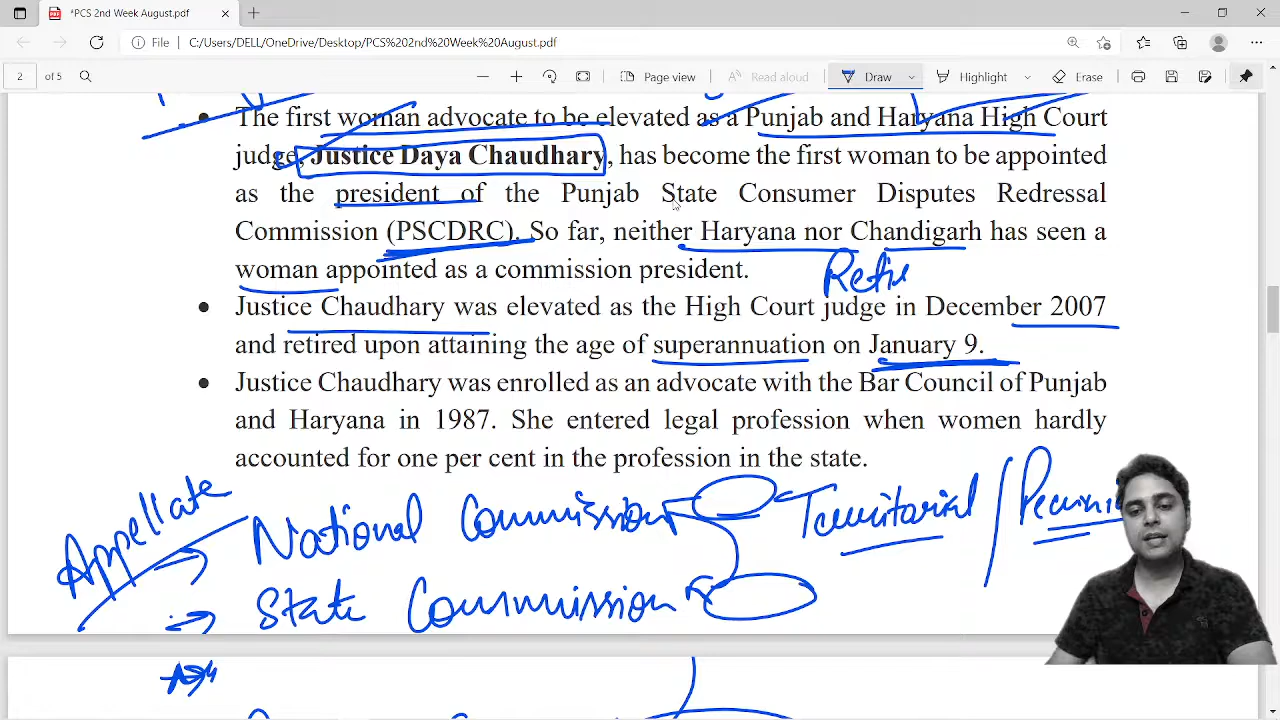 *PCS 2nd Week August.pdf
File C:/Users/DELL/OneDrive/Desktop/PCS%202nd%20Week%20August.pdf
2 of 5 Page view Read aloud Draw Highlight Erase
The first woman advocate to be elevated as a Punjab and Haryana High Court
judge, Justice Daya Chaudhary, has become the first woman to be appointed
as the president of the Punjab State Consumer Disputes Redressal
Commission (PSCDRC). So far, neither Haryana nor Chandigarh has seen a
woman appointed as a commission president.
Retire
Justice Chaudhary was elevated as the High Court judge in December 2007
and retired upon attaining the age of superannuation on January 9.
Justice Chaudhary was enrolled as an advocate with the Bar Council of Punjab
and Haryana in 1987. She entered legal profession when women hardly
accounted for one per cent in the profession in the state.
Appellate
National Commission Territorial /
State Commission